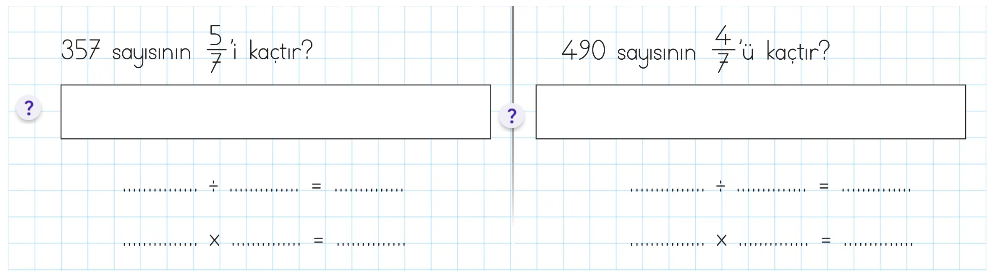 357 sayısının 5/7'i kaçtır?
?
................ ÷ ................ = ................
................ x ................ = ................
490 sayısının 4/7'ü kaçtır?
?
................ ÷ ................ = ................
................ x ................ = ................